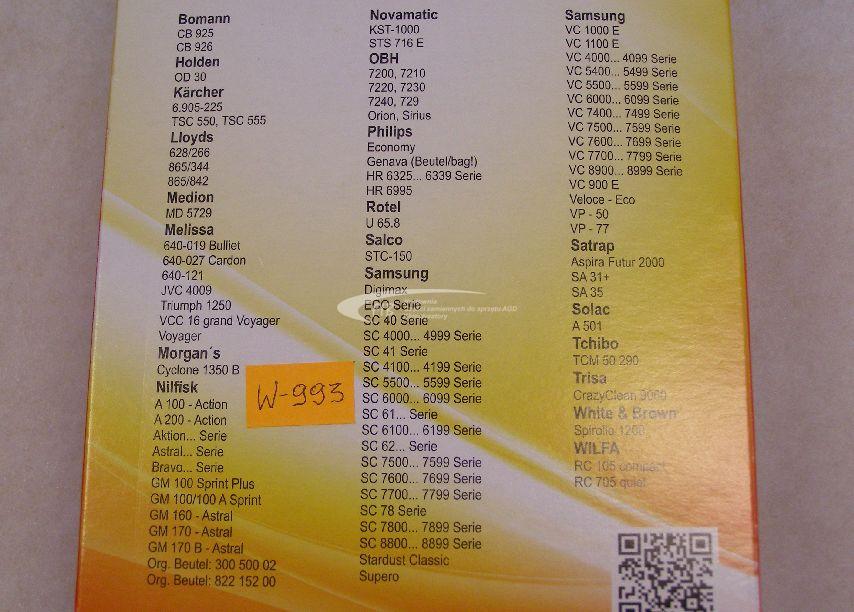 Bomann
CB 925
CB 926
Holden
OD 30
Kärcher
6.905-225
TSC 550, TSC 555
Lloyds
628/266
865/344
865/842
Medion
MD 5729
Melissa
640-019 Bulliet
640-027 Cardon
640-121
JVC 4009
Triumph 1250
VCC 16 grand Voyager
Voyager
Morgan´s
Cyclone 1350 B
Nilfisk
A 100 - Action
A 200 - Action
Aktion... Serie
Astral... Serie
Bravo... Serie
GM 100 Sprint Plus
GM 100/100 A Sprint
GM 160 - Astral
GM 170 - Astral
GM 170 B - Astral
Org. Beutel: 300 500 02
Org. Beutel: 822 152 00
W-993
Novamatic
KST-1000
STS 716 E
OBH
7200, 7210
7220, 7230
7240, 729
Orion, Sirius
Philips
Economy
Genava (Beutel/bag!)
HR 6325... 6339 Serie
HR 6995
Rotel
U 65.8
Salco
STC-150
Samsung
Digimax
ECO Serie
SC 40 Serie
SC 4000... 4999 Serie
SC 41 Serie
SC 4100... 4199 Serie
SC 5500... 5599 Serie
SC 6000... 6099 Serie
SC 61... Serie
SC 6100... 6199 Serie
SC 62... Serie
SC 7500... 7599 Serie
SC 7600... 7699 Serie
SC 7700... 7799 Serie
SC 78 Serie
SC 7800... 7899 Serie
SC 8800... 8899 Serie
Stardust Classic
Supero
zamiennych do sprzętu AGD
Samsung
VC 1000 E
VC 1100 E
VC 4000... 4099 Serie
VC 5400... 5499 Serie
VC 5500... 5599 Serie
VC 6000... 6099 Serie
VC 7400... 7499 Serie
VC 7500... 7599 Serie
VC 7600... 7699 Serie
VC 7700... 7799 Serie
VC 8900... 8999 Serie
VC 900 E
Veloce - Eco
VP - 50
VP - 77
Satrap
Aspira Futur 2000
SA 31+
SA 35
Solac
A 501
Tchibo
TCM 50 290
Trisa
CrazyClean 9060
White & Brown
Spirollo 1200
WILFA
RC 105 compact
RC 705 quiet